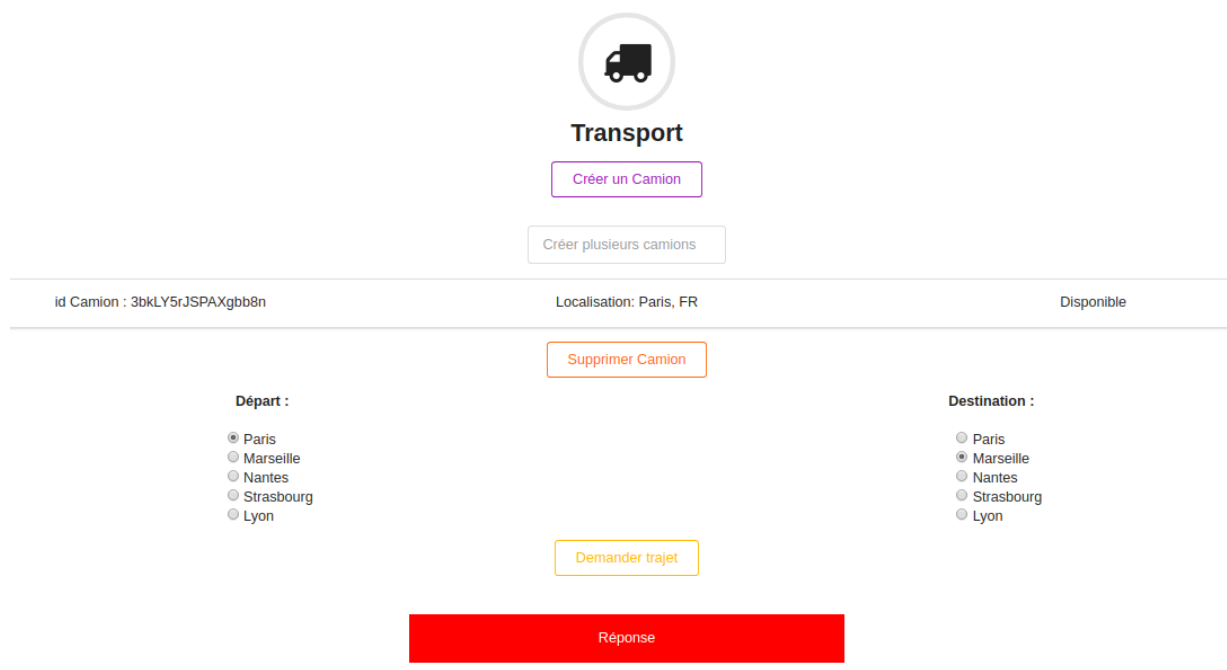 Transport
Créer un Camion
Créer plusieurs camions
id Camion : 3bkLY5rJSPAXgbb8n Localisation: Paris, FR Disponible
Supprimer Camion
Départ : Destination :
Paris Paris
Marseille Marseille
Nantes Nantes
Strasbourg Strasbourg
Lyon Lyon
Demander trajet
Réponse